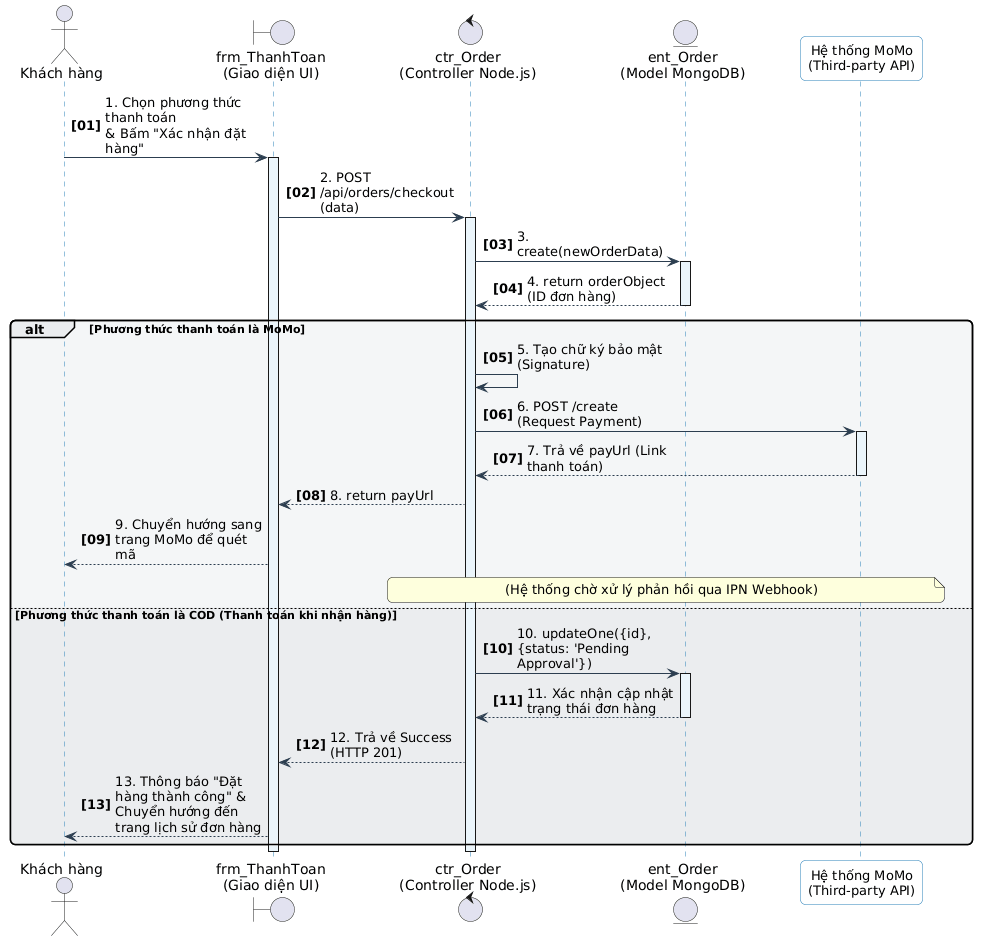 Khách hàng
frm_ThanhToan
(Giao diện UI)
ctr_Order
(Controller Node.js)
ent_Order
(Model MongoDB)
Hệ thống MoMo
(Third-party API)
[01] 1. Chọn phương thức
thanh toán
& Bấm "Xác nhận đặt
hàng"
[02] 2. POST
/api/orders/checkout
(data)
[03] 3.
create(newOrderData)
[04] 4. return orderObject
(ID đơn hàng)
alt [Phương thức thanh toán là MoMo]
[05] 5. Tạo chữ ký bảo mật
(Signature)
[06] 6. POST /create
(Request Payment)
[07] 7. Trả về payUrl (Link
thanh toán)
[08] 8. return payUrl
[09] 9. Chuyển hướng sang
trang MoMo để quét
mã
(Hệ thống chờ xử lý phản hồi qua IPN Webhook)
[Phương thức thanh toán là COD (Thanh toán khi nhận hàng)]
[10] 10. updateOne({id},
{status: 'Pending
Approval'})
[11] 11. Xác nhận cập nhật
trạng thái đơn hàng
[12] 12. Trả về Success
(HTTP 201)
[13] 13. Thông báo "Đặt
hàng thành công" &
Chuyển hướng đến
trang lịch sử đơn hàng
Khách hàng
frm_ThanhToan
(Giao diện UI)
ctr_Order
(Controller Node.js)
ent_Order
(Model MongoDB)
Hệ thống MoMo
(Third-party API)